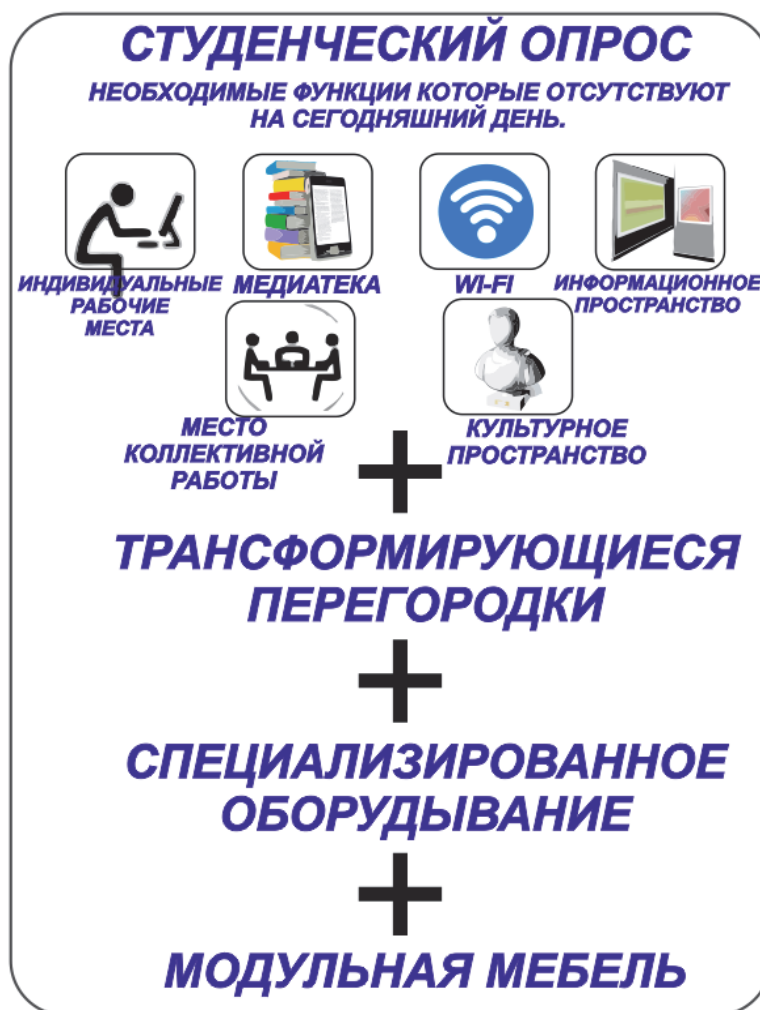 СТУДЕНЧЕСКИЙ ОПРОС
НЕОБХОДИМЫЕ ФУНКЦИИ КОТОРЫЕ ОТСУТСТВУЮТ
НА СЕГОДНЯШНИЙ ДЕНЬ.
ИНДИВИДУАЛЬНЫЕ
РАБОЧИЕ
МЕСТА
МЕДИАТЕКА
WI-FI
ИНФОРМАЦИОННОЕ
ПРОСТРАНСТВО
МЕСТО
КОЛЛЕКТИВНОЙ
РАБОТЫ
КУЛЬТУРНОЕ
ПРОСТРАНСТВО
+
ТРАНСФОРМИРУЮЩИЕСЯ
ПЕРЕГОРОДКИ
+
СПЕЦИАЛИЗИРОВАННОЕ
ОБОРУДЫВАНИЕ
+
МОДУЛЬНАЯ МЕБЕЛЬ